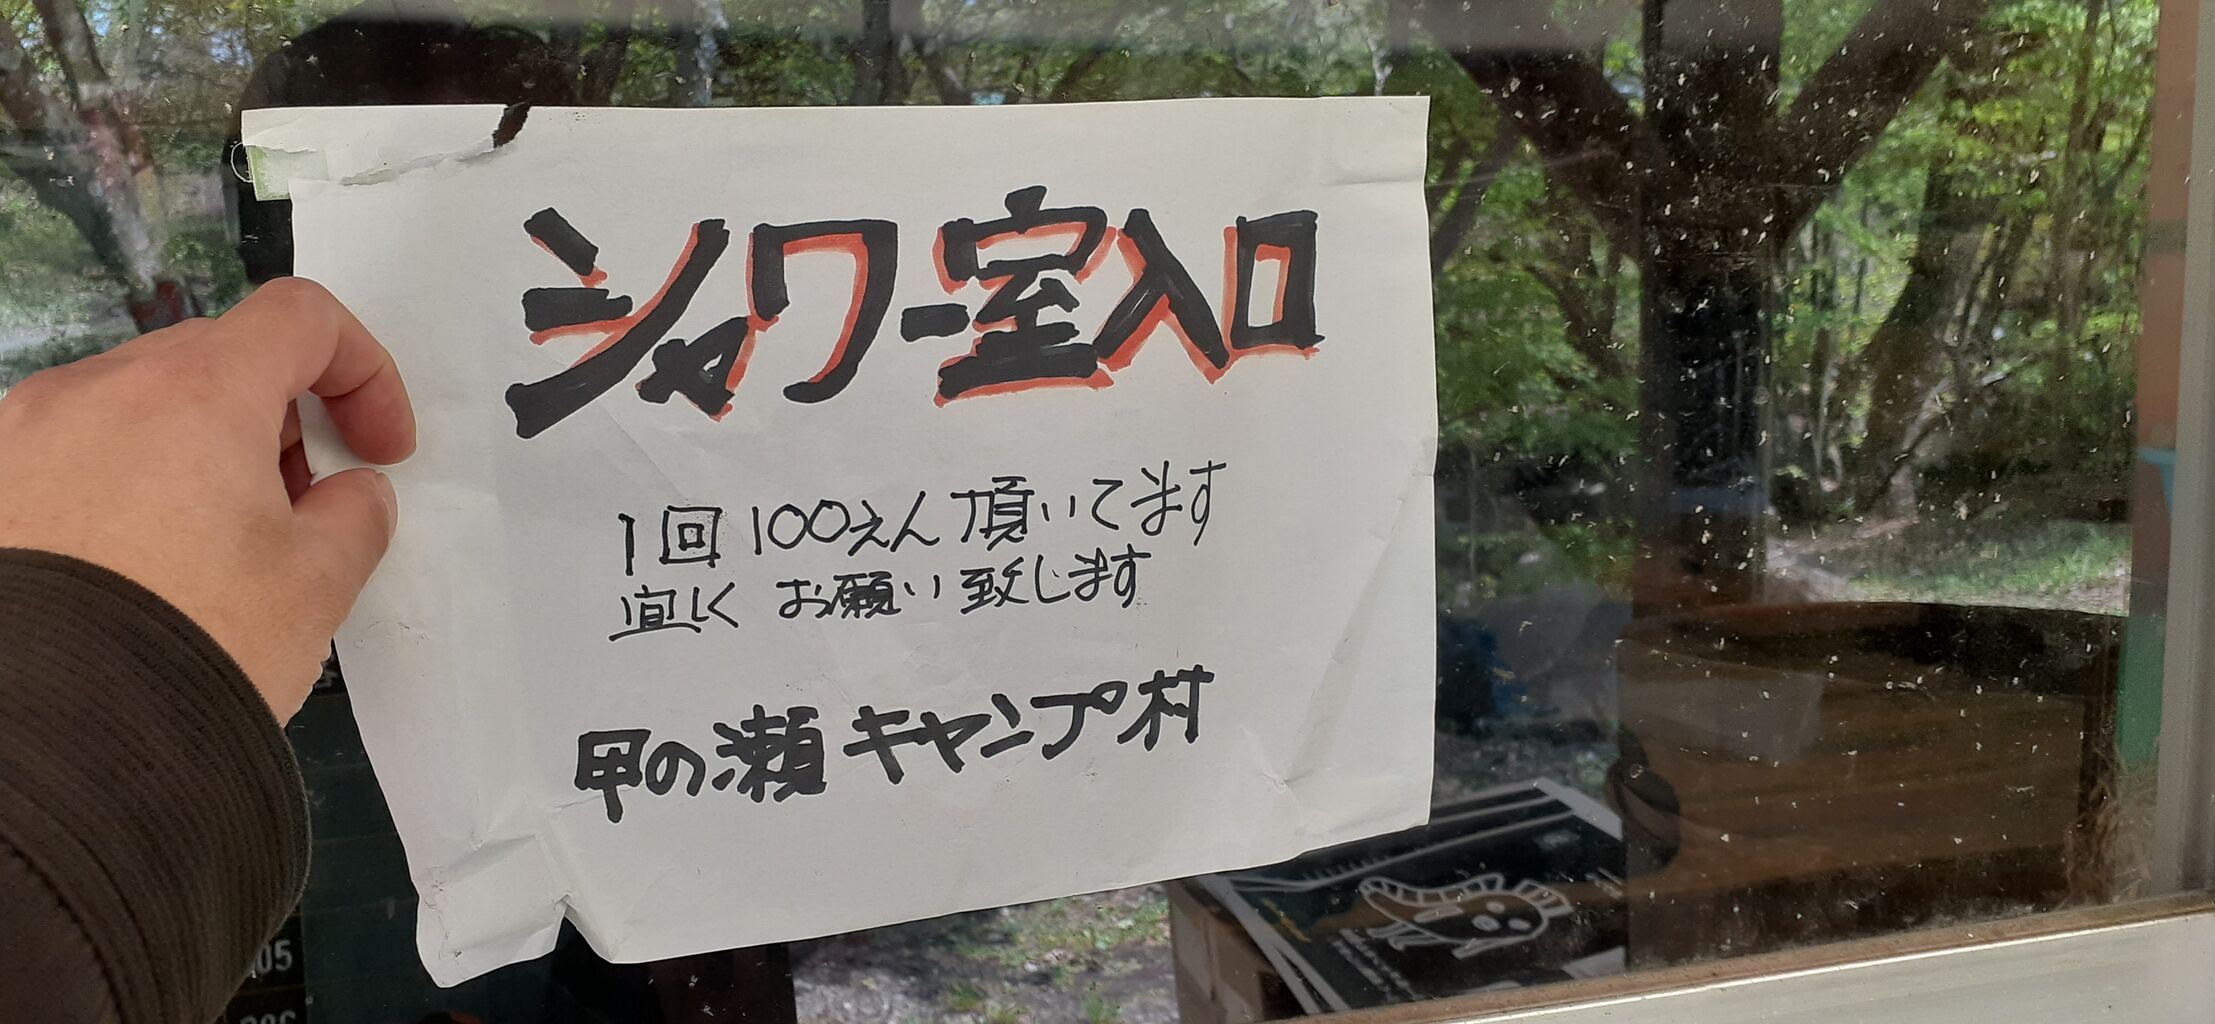 シャワー室入口
1回 100えん 頂いてます
宜しく お願い 致します
甲の瀬 キャンプ村